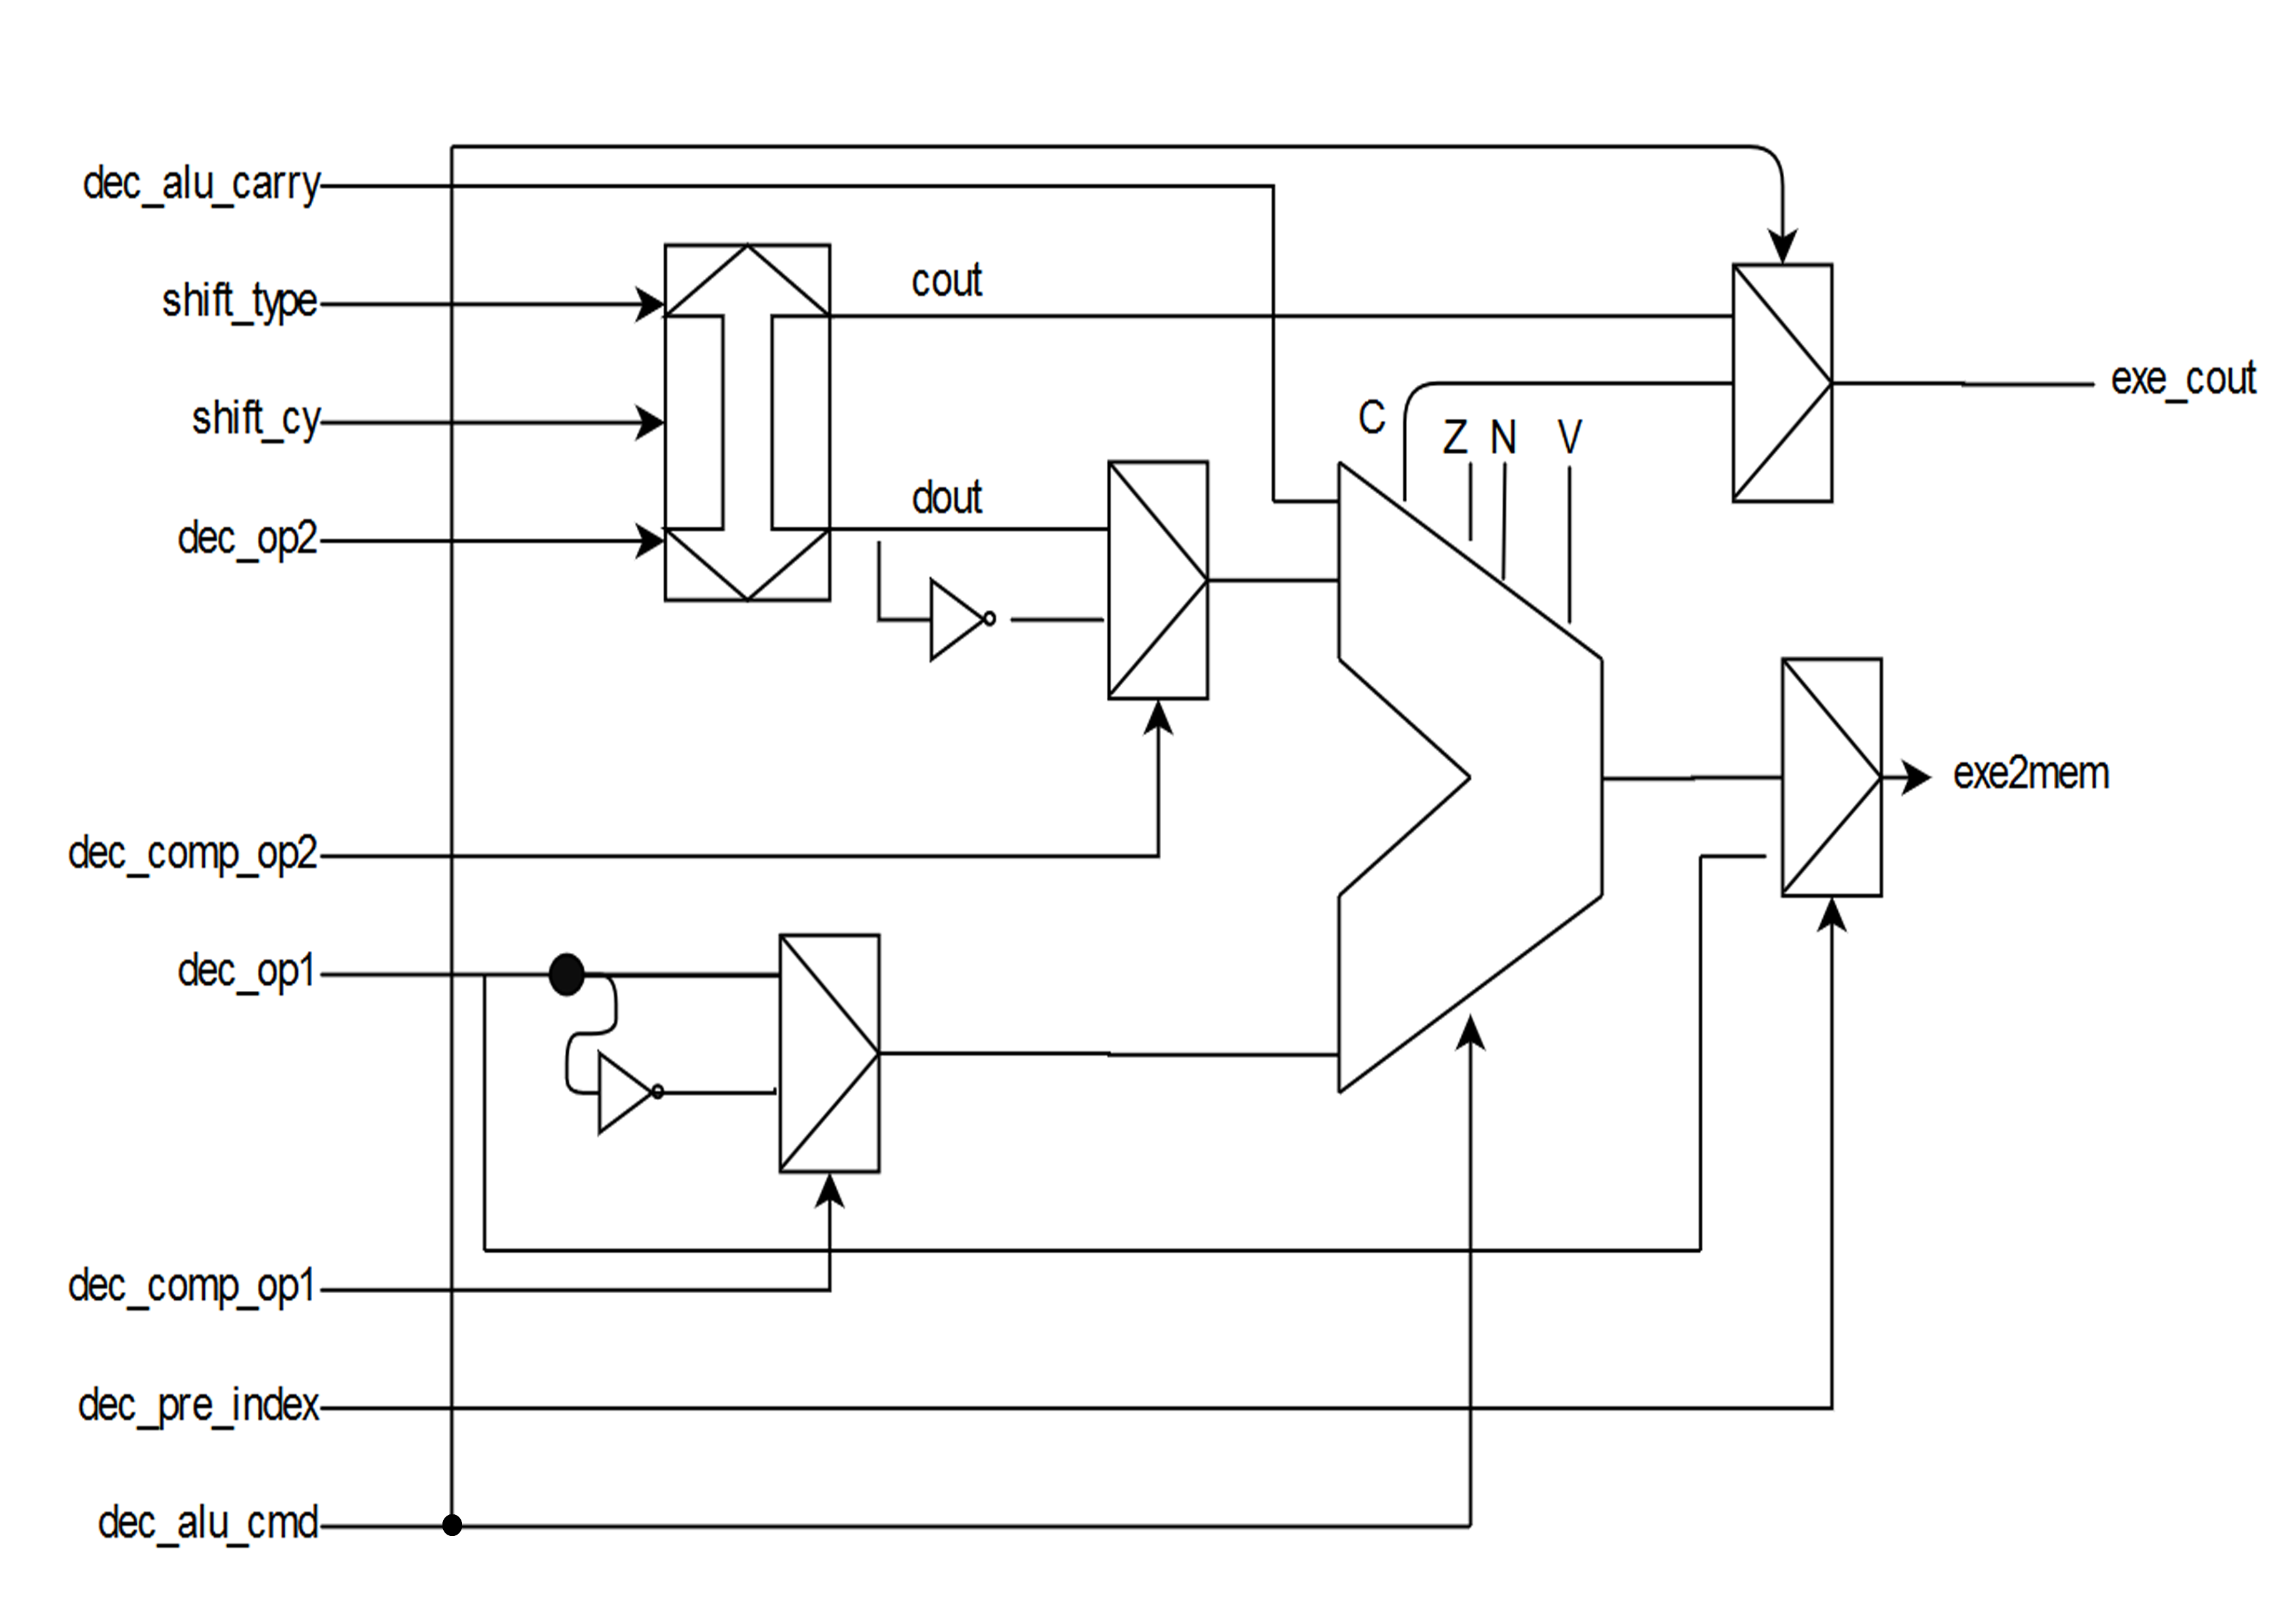 dec_alu_carry
shift_type
cout
shift_cy
exe_cout
C
Z N V
dec_op2
dout
dec_comp_op2
exe2mem
dec_op1
dec_comp_op1
dec_pre_index
dec_alu_cmd